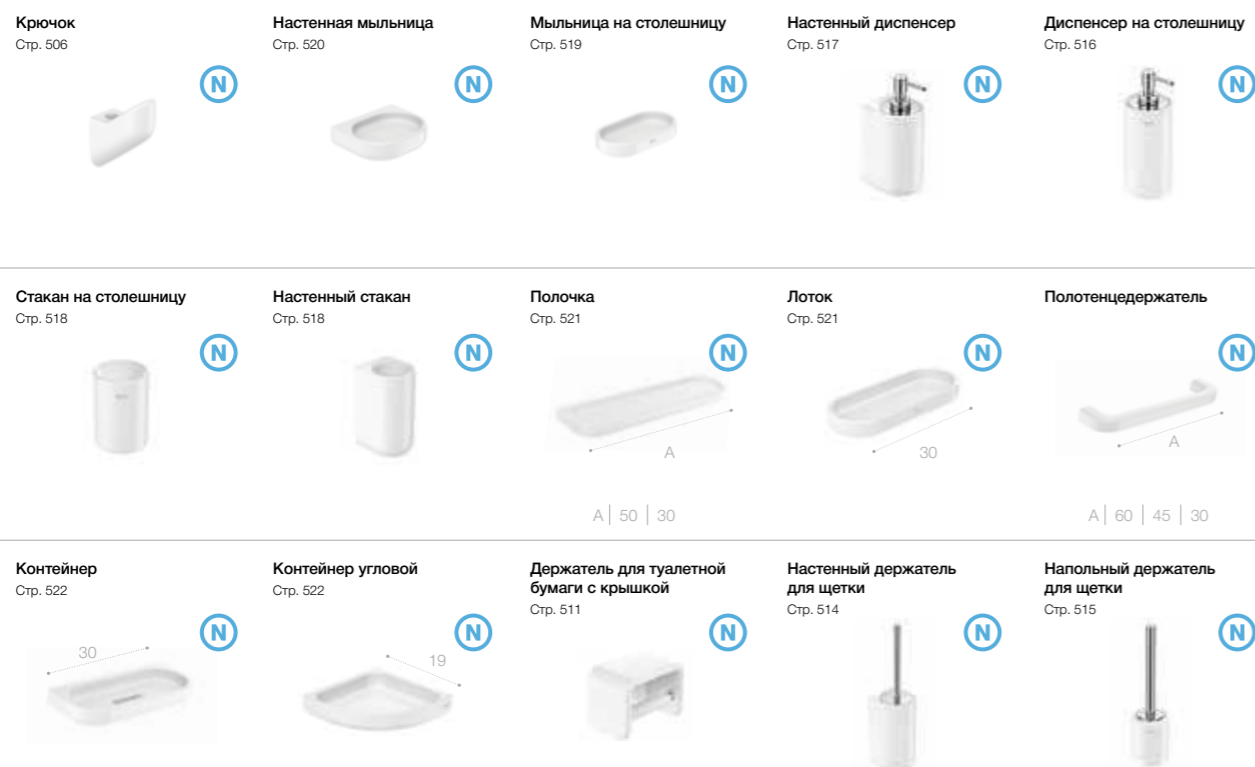 Крючок
Стр. 506
N
Настенная мыльница
Стр. 520
N
Мыльница на столешницу
Стр. 519
N
Настенный диспенсер
Стр. 517
N
Диспенсер на столешницу
Стр. 516
N
Стакан на столешницу
Стр. 518
N
Настенный стакан
Стр. 518
N
Полочка
Стр. 521
N
A
A | 50 | 30
Лоток
Стр. 521
N
30
Полотенцедержатель
N
A
A | 60 | 45 | 30
Контейнер
Стр. 522
N
30
Контейнер угловой
Стр. 522
N
19
Держатель для туалетной
бумаги с крышкой
Стр. 511
N
Настенный держатель
для щетки
Стр. 514
N
Напольный держатель
для щетки
Стр. 515
N